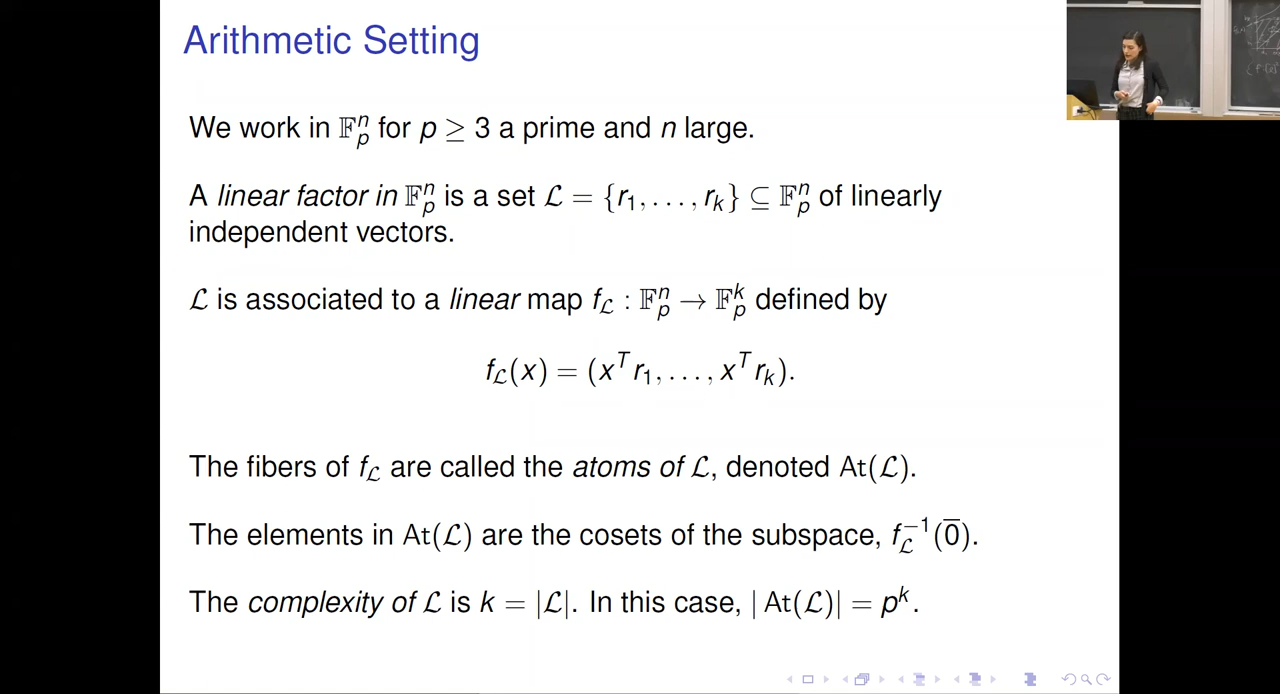 Arithmetic Setting
We work in 𝔽ₚⁿ for p ≥ 3 a prime and n large.
A linear factor in 𝔽ₚⁿ is a set ℒ = {r₁, . . . , rₖ} ⊆ 𝔽ₚⁿ of linearly
independent vectors.
ℒ is associated to a linear map f_ℒ : 𝔽ₚⁿ → 𝔽ₚᵏ defined by
f_ℒ(x) = (xᵀr₁, . . . , xᵀrₖ).
The fibers of f_ℒ are called the atoms of ℒ, denoted At(ℒ).
The elements in At(ℒ) are the cosets of the subspace, f_ℒ⁻¹(0̅).
The complexity of ℒ is k = |ℒ|. In this case, | At(ℒ)| = pᵏ.